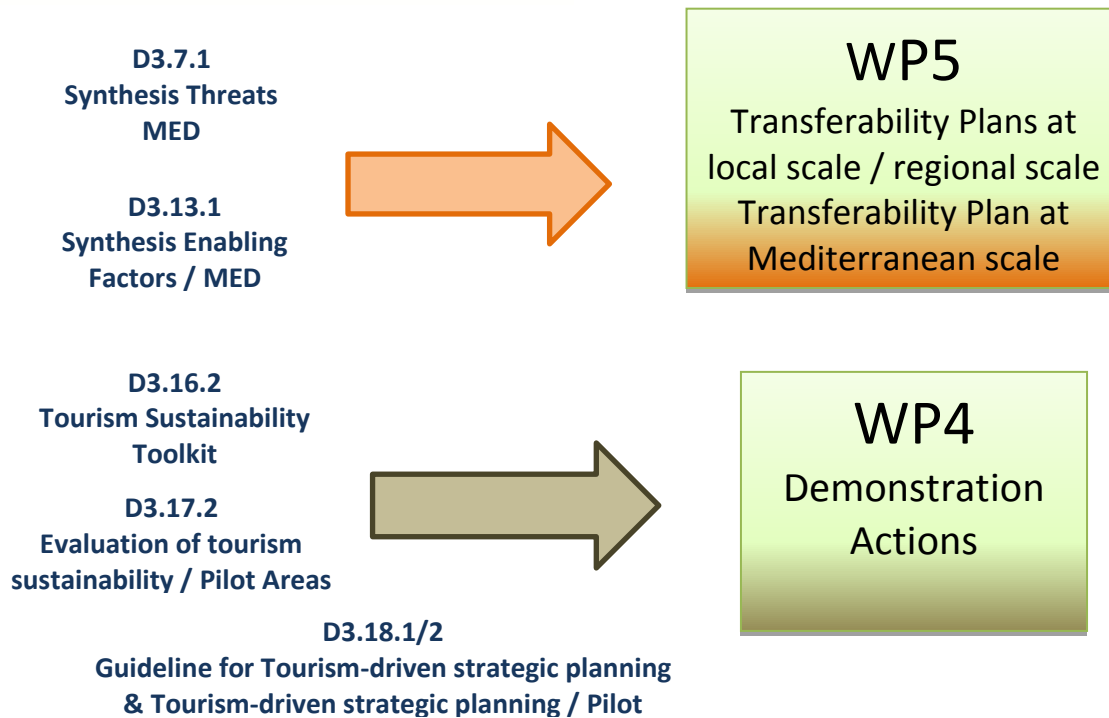 D3.7.1
Synthesis Threats
MED
D3.13.1
Synthesis Enabling
Factors / MED
WP5
Transferability Plans at
local scale / regional scale
Transferability Plan at
Mediterranean scale
D3.16.2
Tourism Sustainability
Toolkit
D3.17.2
Evaluation of tourism
sustainability / Pilot Areas
D3.18.1/2
Guideline for Tourism-driven strategic planning
& Tourism-driven strategic planning / Pilot
WP4
Demonstration
Actions